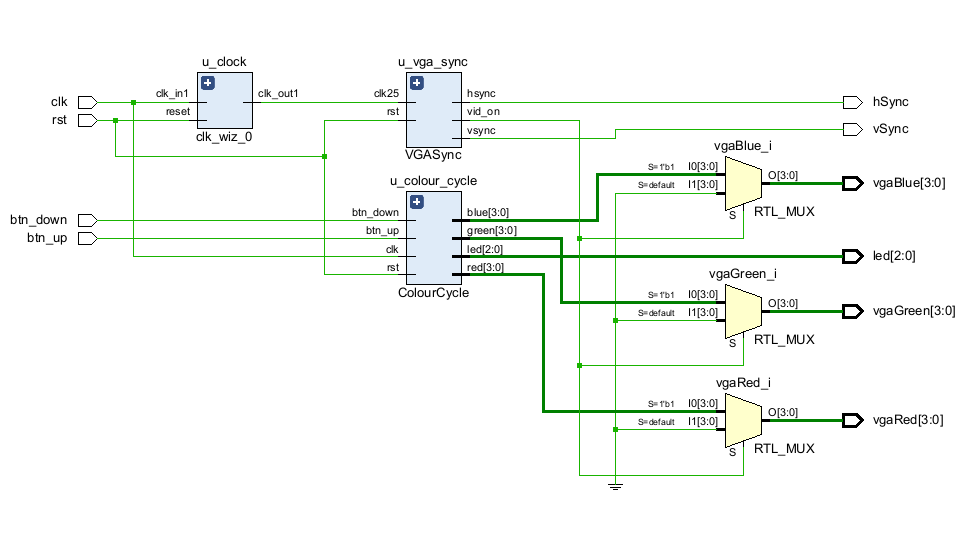 u_clock
clk_in1
reset
clk_out1
clk_wiz_0
u_vga_sync
clk25
rst
hsync
vid_on
vsync
VGASync
clk
rst
btn_down
btn_up
u_colour_cycle
btn_down
btn_up
clk
rst
blue[3:0]
green[3:0]
led[2:0]
red[3:0]
ColourCycle
vgaBlue_i
S=1'b1 I0[3:0]
S=default I1[3:0]
O[3:0]
S
RTL_MUX
vgaGreen_i
S=1'b1 I0[3:0]
S=default I1[3:0]
O[3:0]
S
RTL_MUX
vgaRed_i
S=1'b1 I0[3:0]
S=default I1[3:0]
O[3:0]
S
RTL_MUX
hSync
vSync
vgaBlue[3:0]
led[2:0]
vgaGreen[3:0]
vgaRed[3:0]